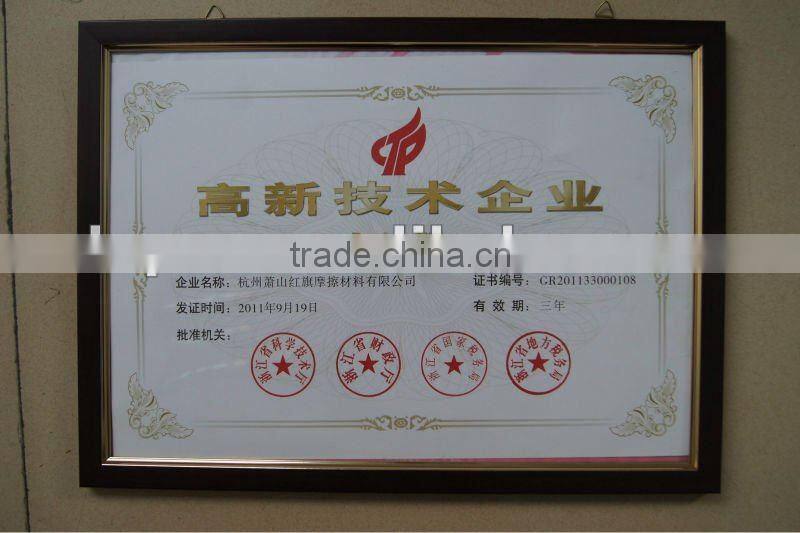 高新技术企业
trade.china.cn
企业名称：杭州萧山红旗摩擦材料有限公司
证书编号：GR201133000108
发证时间：2011年9月19日
有效期：三年
批准机关：
浙江省科学技术厅
浙江省财政厅
浙江省国家税务局
浙江省地方税务局